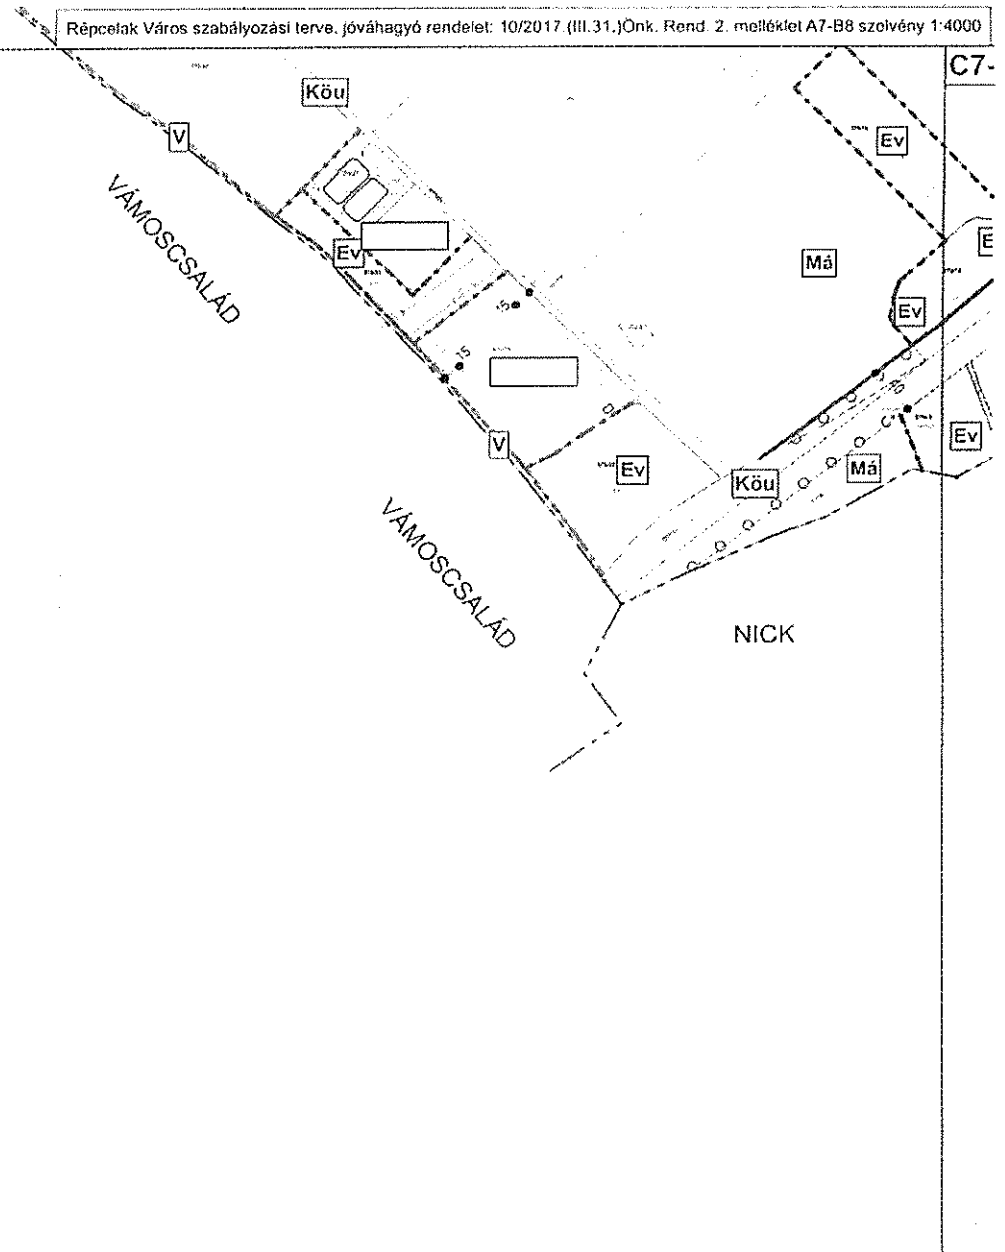 Répcelak Város szabályozási terve, jóváhagyó rendelet: 10/2017.(III.31.)Önk. Rend. 2. melléklet A7-B8 szelvény 1:4000
C7-
Köu
V
Ev
VÁMOSCSALÁD
Ev
E
Má
Ev
15
15
V
Ev
Ev
Má
Köu
VÁMOSCSALÁD
NICK